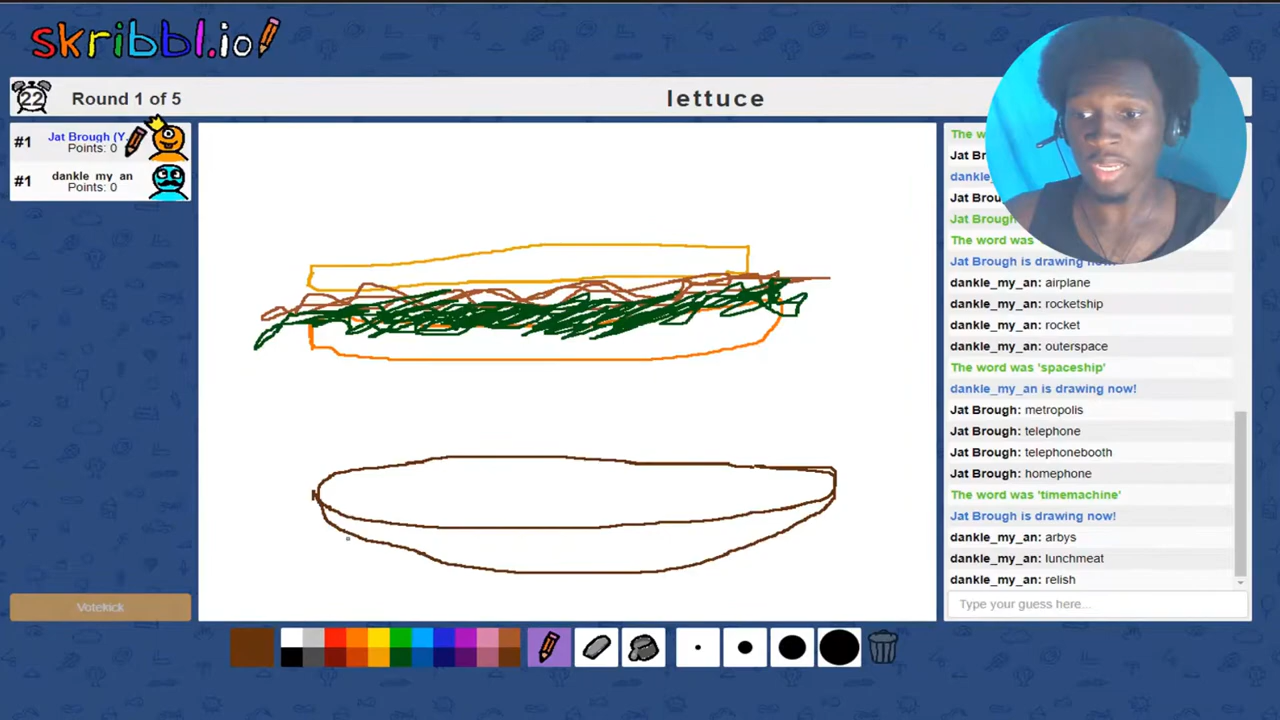 skribbl.io
22
Round 1 of 5
lettuce
#1
Jat Brough (Y
Points: 0
#1
dankle_my_an
Points: 0
Votekick
The w
Jat Br
dankle_
Jat Brou
Jat Brough
The word was '
Jat Brough is drawing now!
dankle_my_an: airplane
dankle_my_an: rocketship
dankle_my_an: rocket
dankle_my_an: outerspace
The word was 'spaceship'
dankle_my_an is drawing now!
Jat Brough: metropolis
Jat Brough: telephone
Jat Brough: telephonebooth
Jat Brough: homephone
The word was 'timemachine'
Jat Brough is drawing now!
dankle_my_an: arbys
dankle_my_an: lunchmeat
dankle_my_an: relish
Type your guess here...